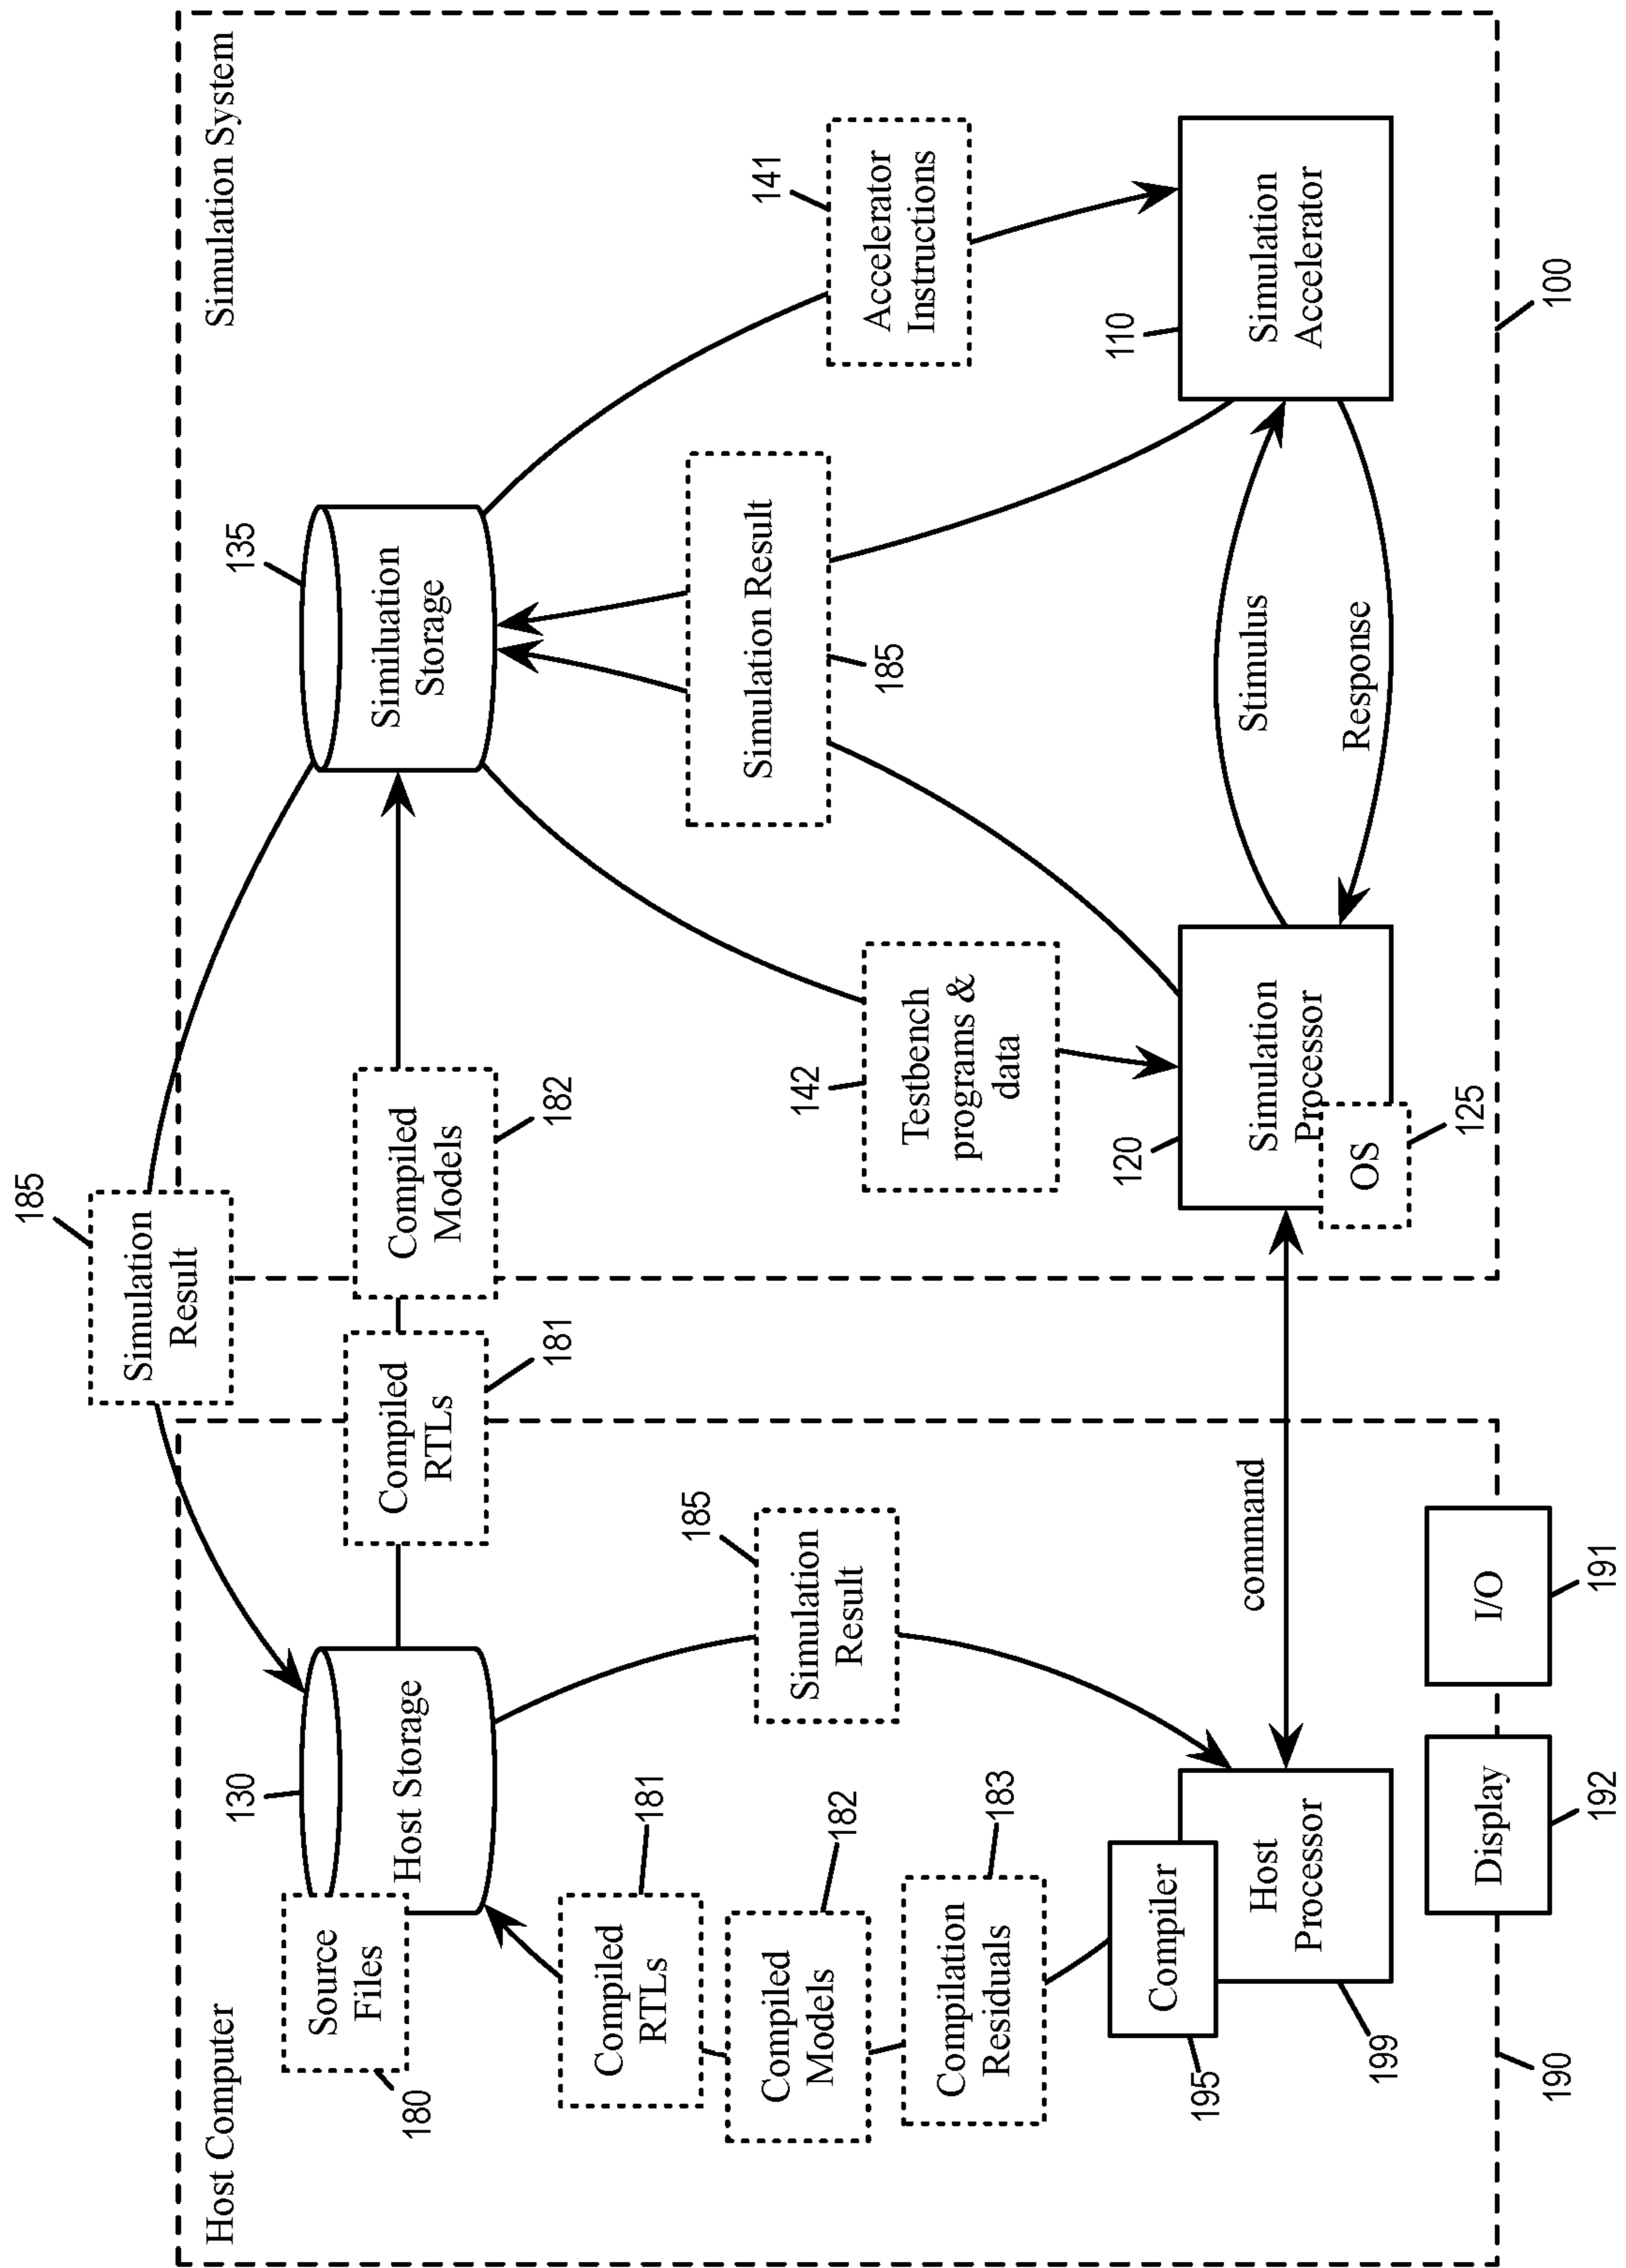 Host Computer
Simulation System
185
Simulation
Result
130
135
Source
Files
180
Host Storage
Compiled
RTLs
181
Compiled
Models
182
Similuation
Storage
Compiled
RTLs
181
Compiled
Models
182
Compilation
Residuals
183
185
Simulation
Result
Simulation Result
185
141
Accelerator
Instructions
142
Testbench
programs &
data
Compiler
195
Host
Processor
199
command
120
Simulation
Processor
OS
125
Stimulus
Response
110
Simulation
Accelerator
Display
192
I/O
191
190
100